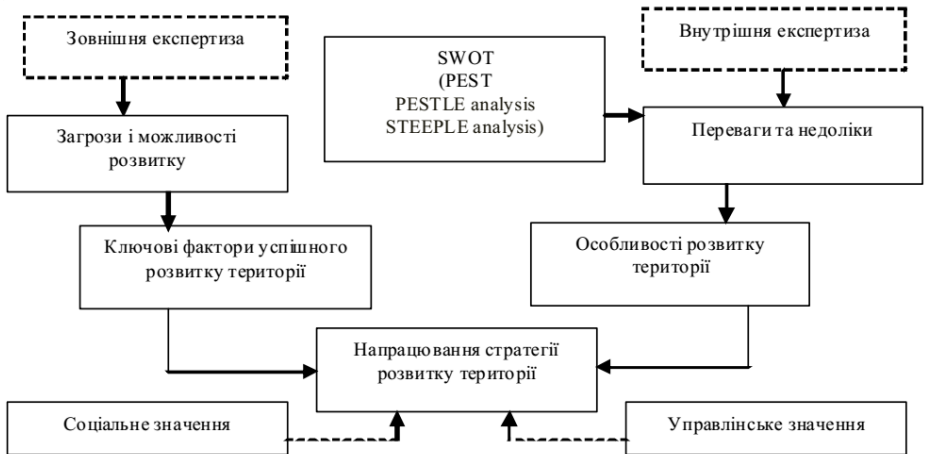 Зовнішня експертиза
Внутрішня експертиза
SWOT
(PEST
PESTLE analysis
STEEPLE analysis)
Загрози і можливості
розвитку
Переваги та недоліки
Ключові фактори успішного
розвитку території
Особливості розвитку
території
Напрацювання стратегії
розвитку території
Соціальне значення
Управлінське значення